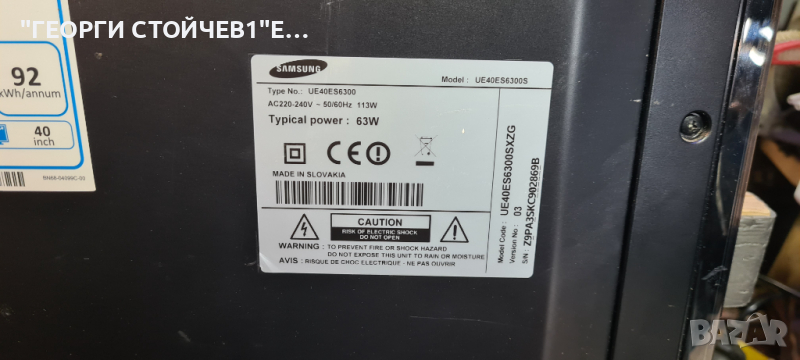 "ГЕОРГИ СТОЙЧЕВ1"Е...
92
kWh/annum
40
inch
SAMSUNG
Model : UE40ES6300S
Type No.: UE40ES6300
AC220-240V ~ 50/60Hz 113W
Typical power : 63W
CE
MADE IN SLOVAKIA
CAUTION
RISK OF ELECTRIC SHOCK
DO NOT OPEN
WARNING : TO PREVENT FIRE OR SHOCK HAZARD
DO NOT EXPOSE THIS UNIT TO RAIN OR MOISTURE
AVIS : RISQUE DE CHOC ELECTRIQUE - NE PAS OUVRIR
Model Code : UE40ES6300SXZG
Version No : 03
S/N : Z9PA3SKC902869B
bazar.bg